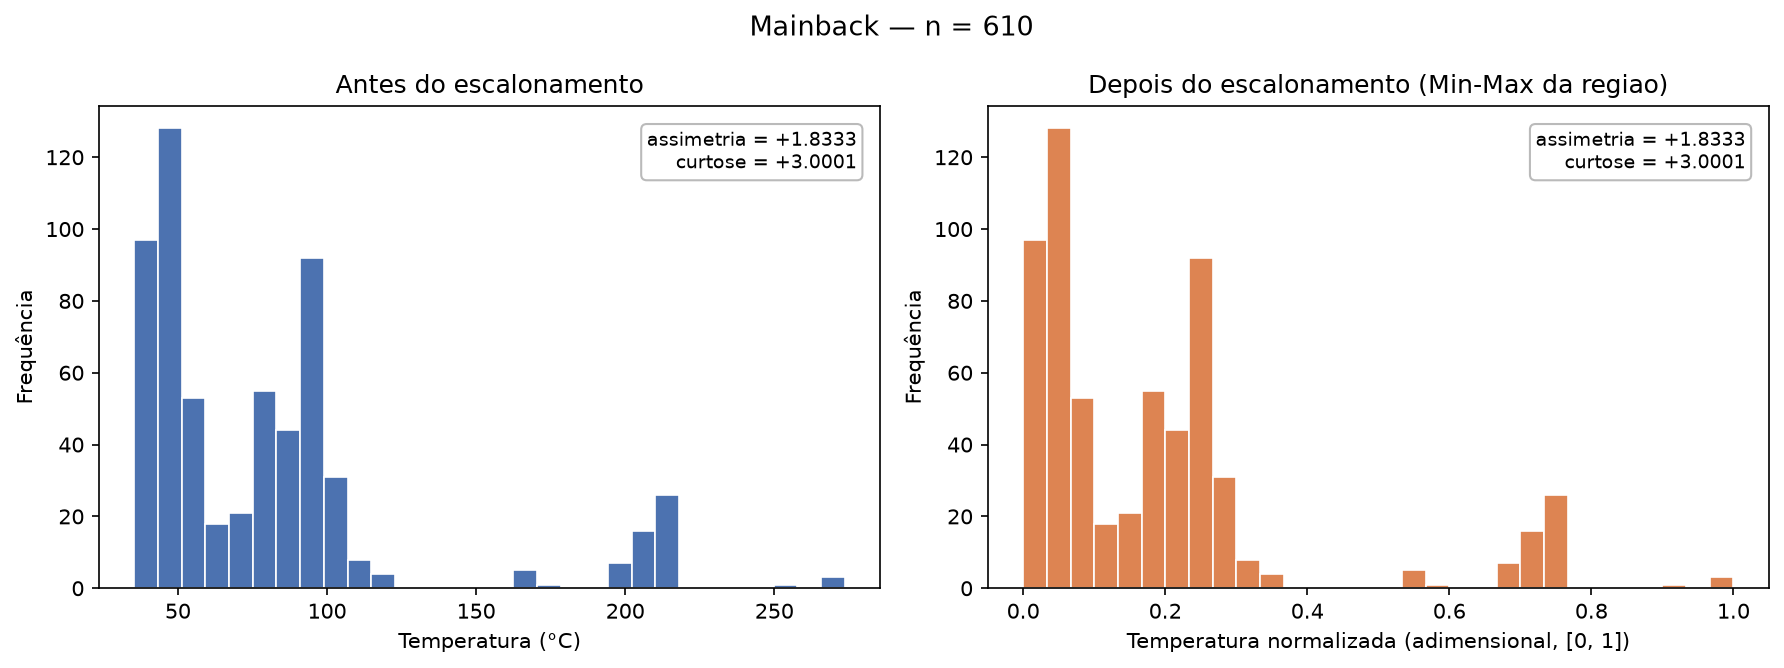 Mainback — n = 610
Antes do escalonamento
assimetria = +1.8333
curtose = +3.0001
Frequência
120
100
80
60
40
20
0
50 100 150 200 250
Temperatura (°C)
Depois do escalonamento (Min-Max da regiao)
assimetria = +1.8333
curtose = +3.0001
Frequência
120
100
80
60
40
20
0
0.0 0.2 0.4 0.6 0.8 1.0
Temperatura normalizada (adimensional, [0, 1])